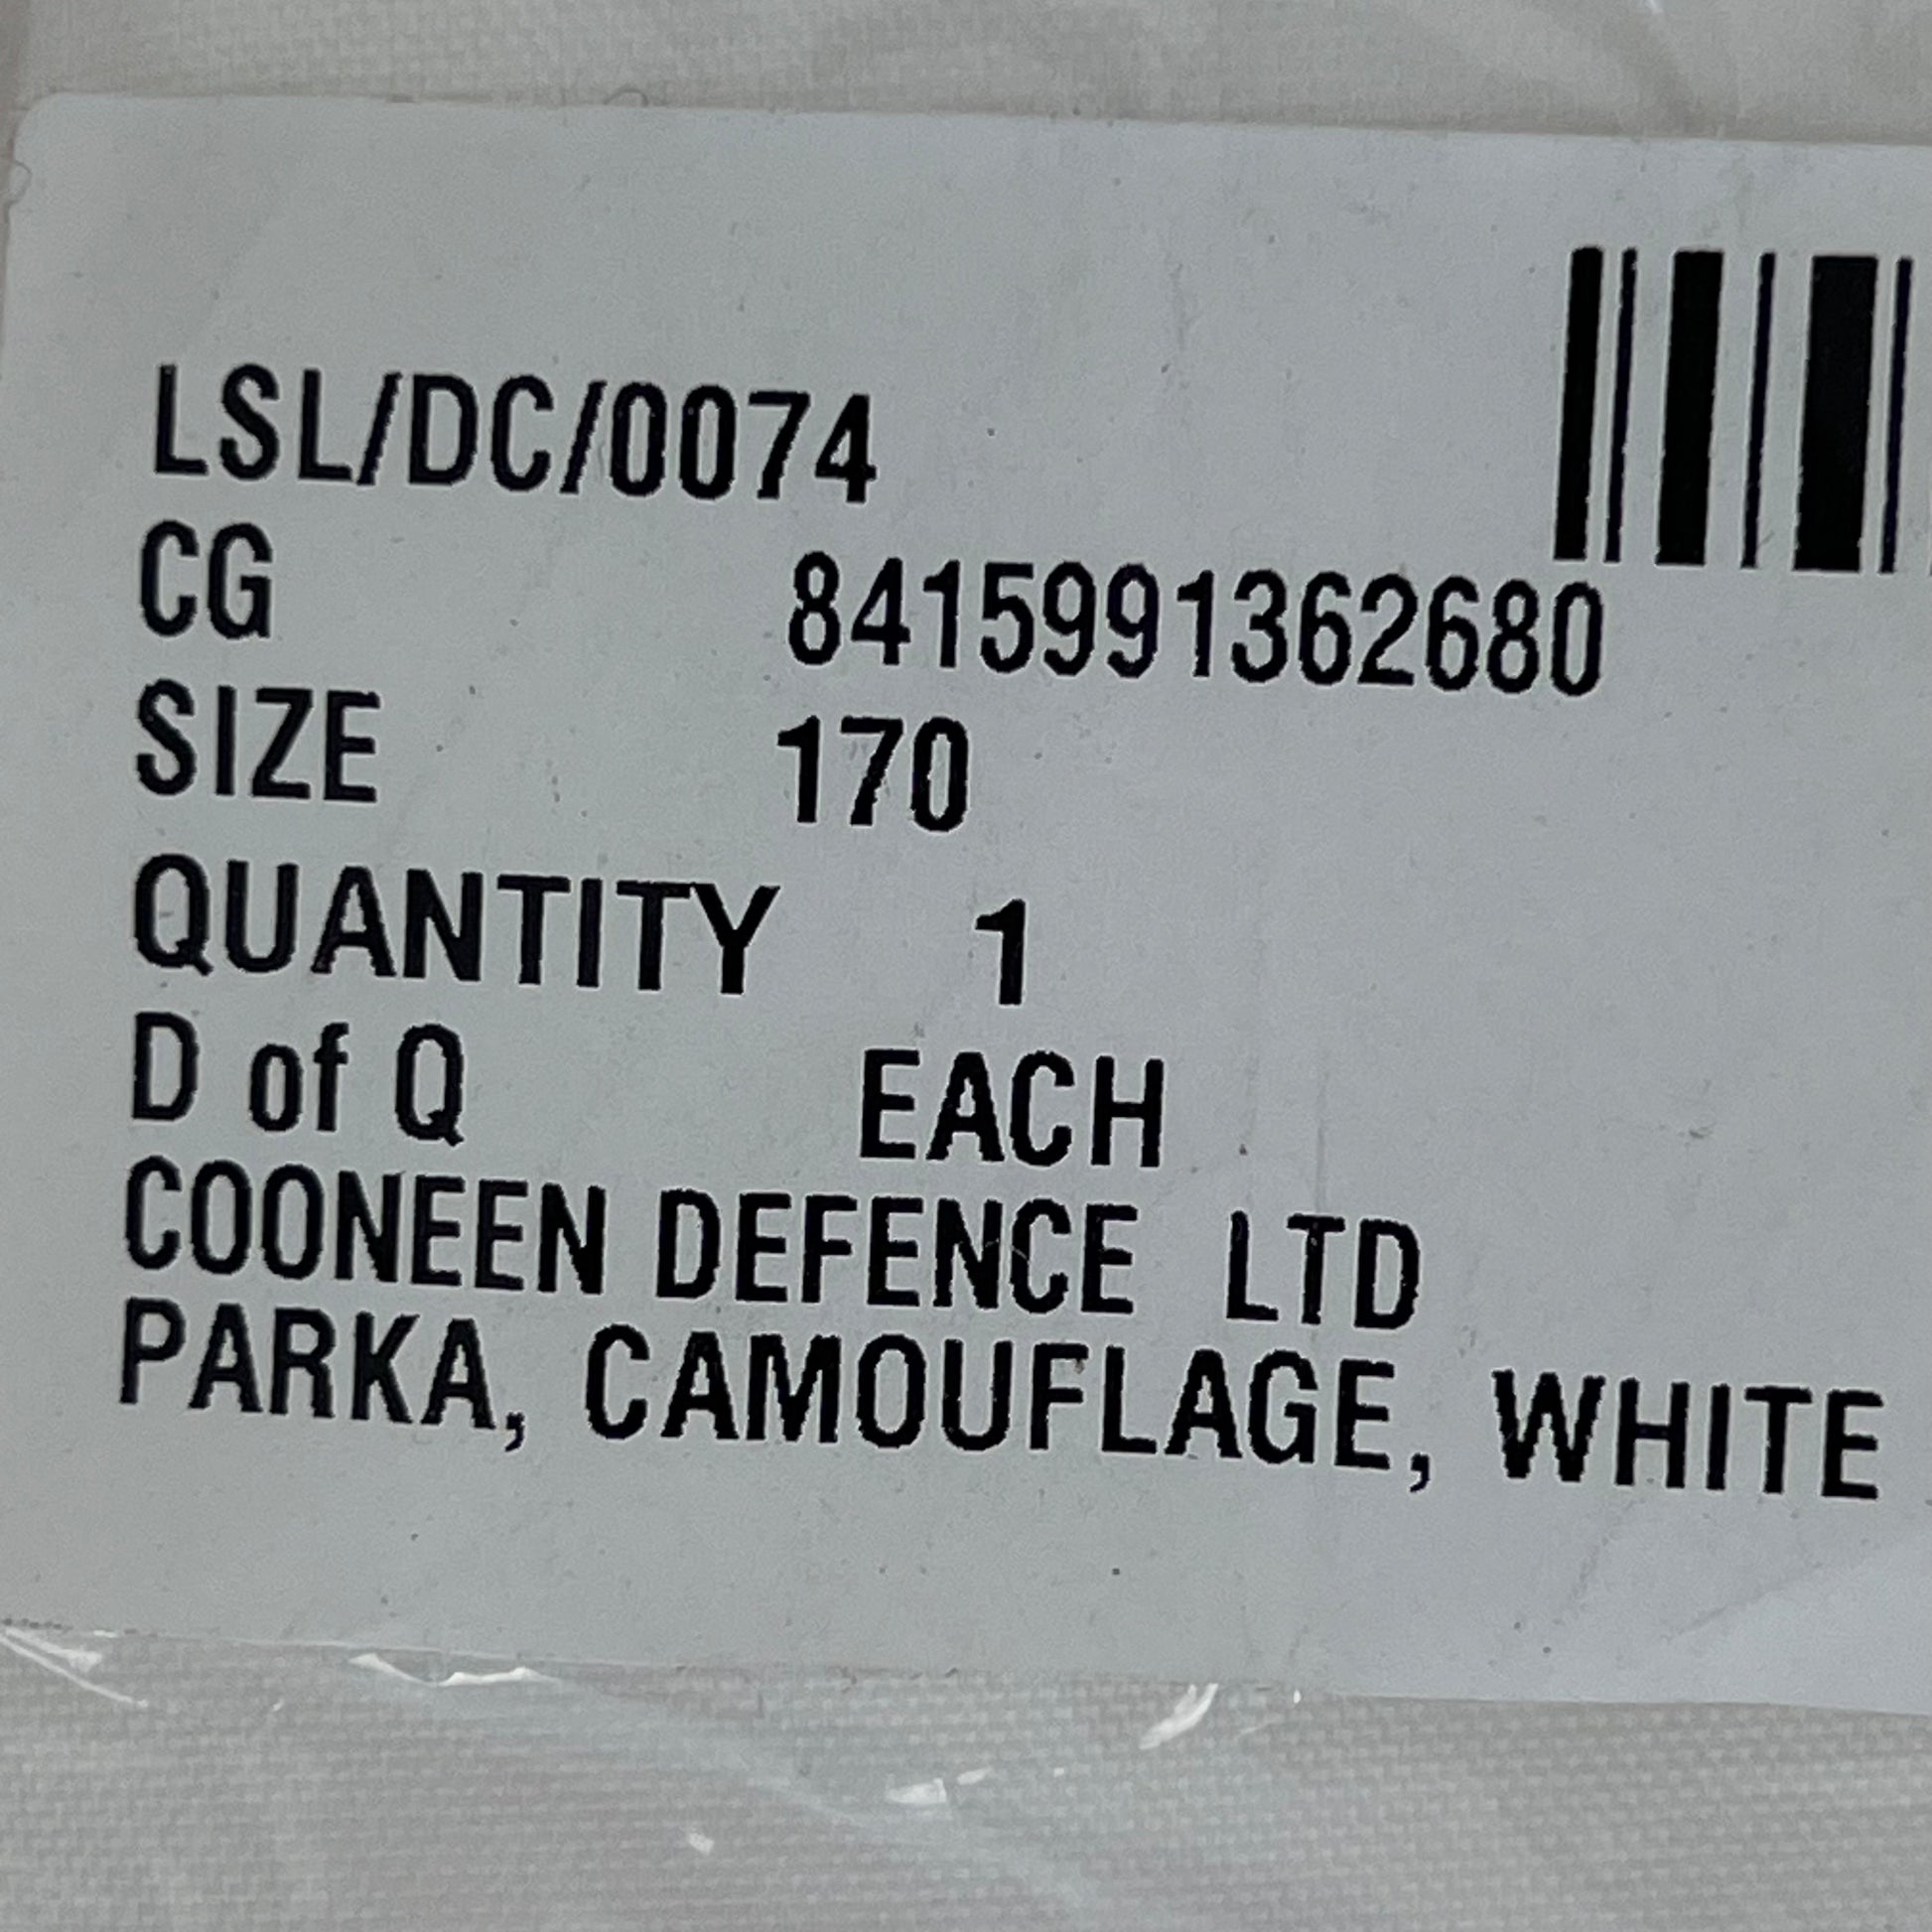 LSL/DC/0074
CG 8415991362680
SIZE 170
QUANTITY 1
D of Q EACH
COONEEN DEFENCE LTD
PARKA, CAMOUFLAGE, WHITE